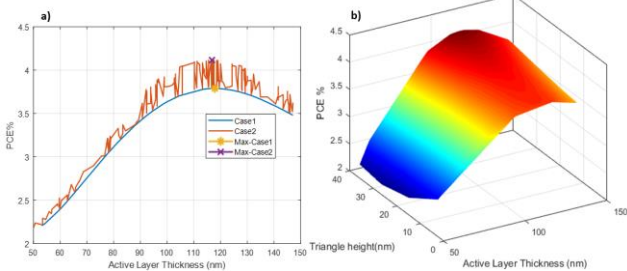 a)
4.5
4
3.5
3
2.5
2
PCE%
50 60 70 80 90 100 110 120 130 140 150
Active Layer Thickness (nm)
Case1
Case2
Max-Case1
Max-Case2
b)
4.5
4
3.5
3
2.5
2
PCE %
40
30
20
10
0
Triangle height(nm)
50
100
150
Active Layer Thickness (nm)